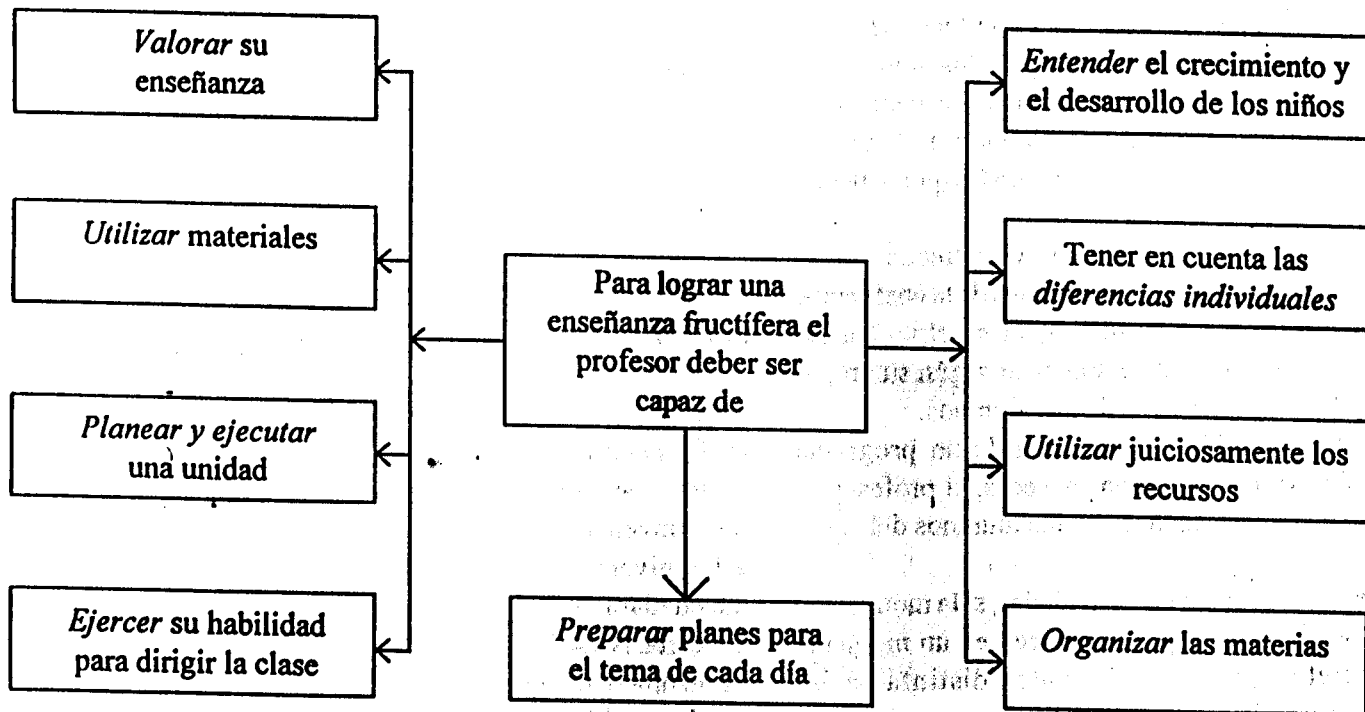 Valorar su
enseñanza
Utilizar materiales
Planear y ejecutar
una unidad
Ejercer su habilidad
para dirigir la clase
Para lograr una
enseñanza fructífera el
profesor deber ser
capaz de
Preparar planes para
el tema de cada día
Entender el crecimiento y
el desarrollo de los niños
Tener en cuenta las
diferencias individuales
Utilizar juiciosamente los
recursos
Organizar las materias